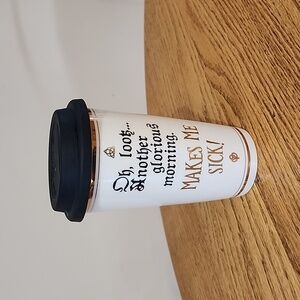 Oh, look...
Another
glorious
morning.
MAKES ME
SICK!